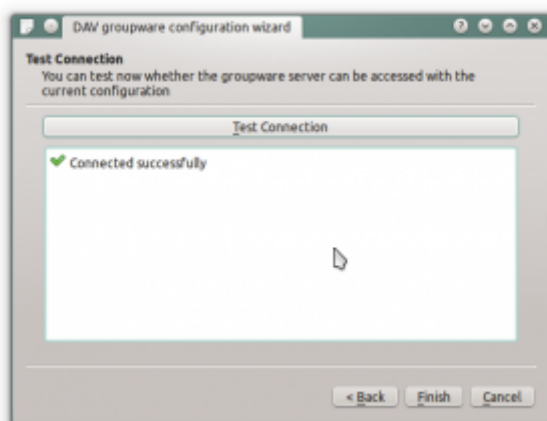 DAV groupware configuration wizard
Test Connection
You can test now whether the groupware server can be accessed with the
current configuration
Test Connection
Connected successfully
< Back
Finish
Cancel